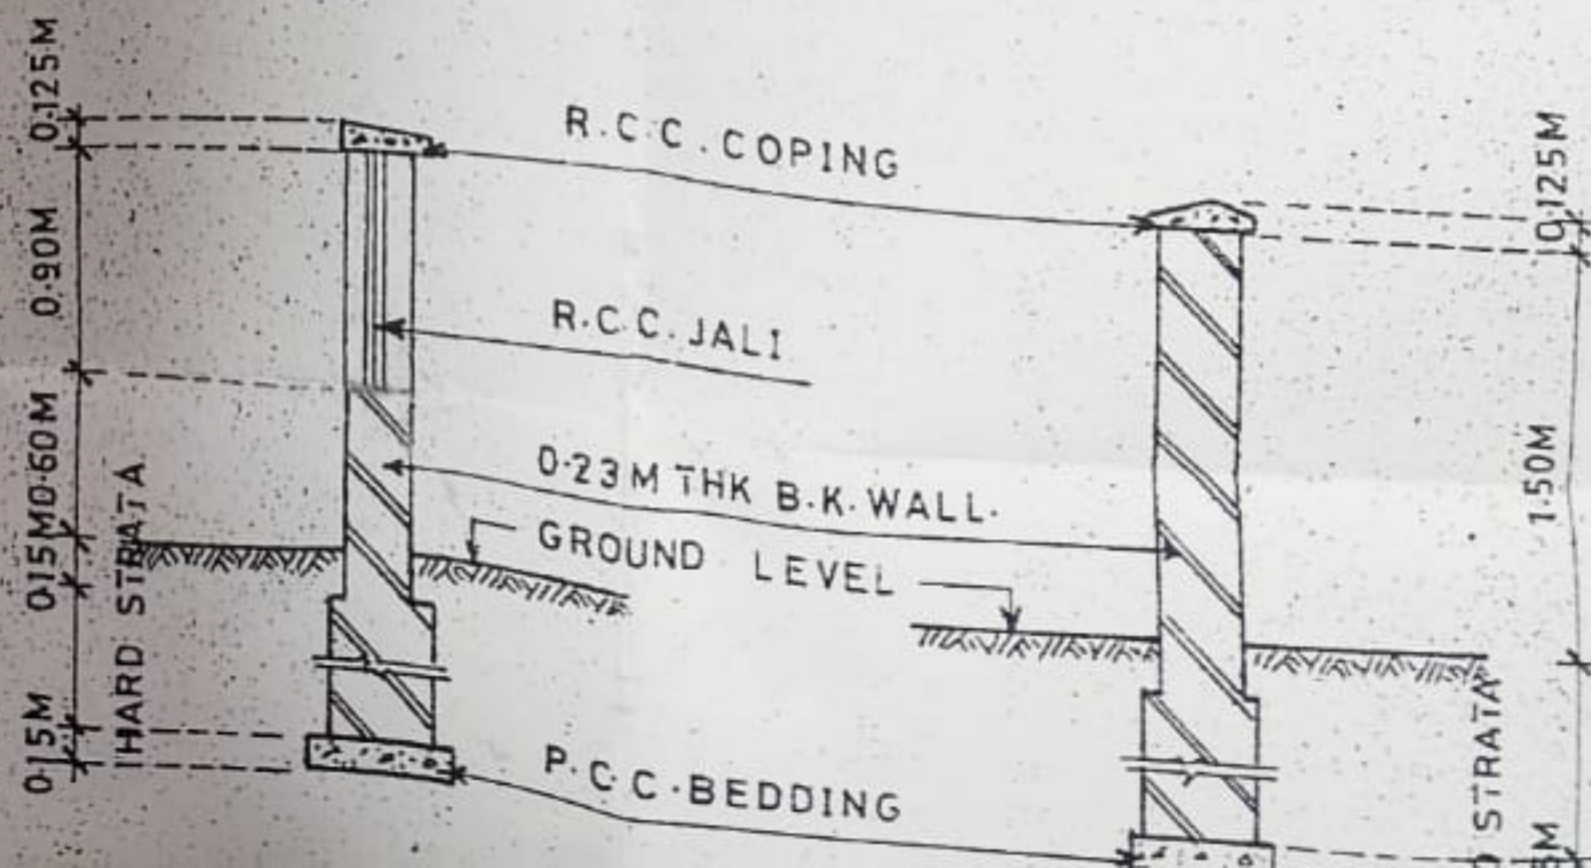 0.125M
R.C.C. COPING
0.125M
0.90M
R.C.C. JALI
0.60M
0.23M THK B.K. WALL.
1.50M
0.15M
GROUND LEVEL
HARD STRATA
0.15M
P.C.C. BEDDING
STRATA